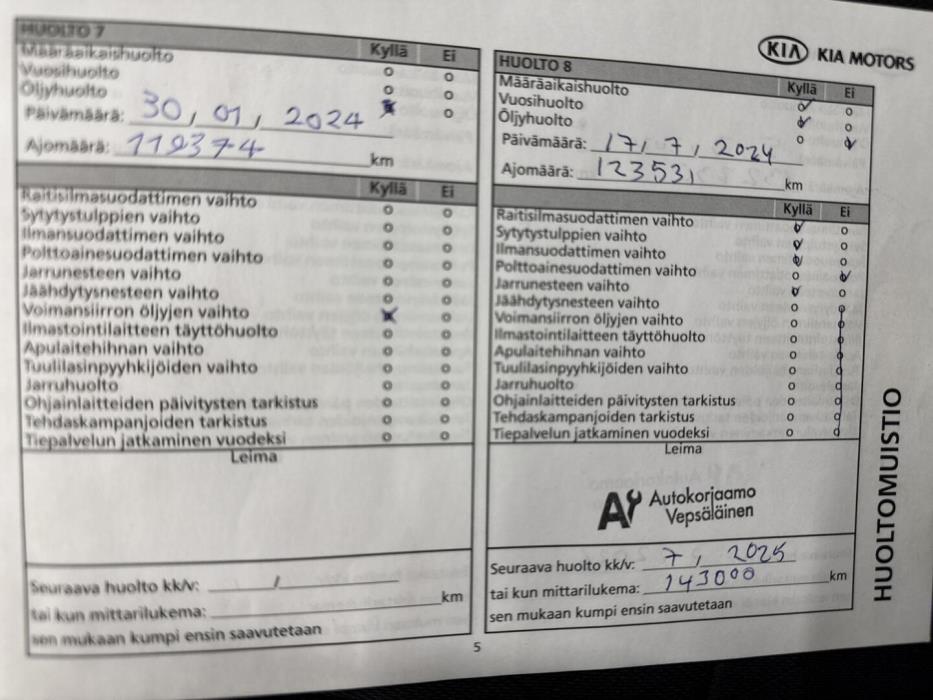 HUOLTO 7
Kyllä Ei
Määräaikaishuolto
Vuosihuolto
Öljyhuolto
Päivämäärä: 30, 01, 2024
Ajomäärä: 119374 km
Kyllä Ei
Raitisilmasuodattimen vaihto
Sytytystulppien vaihto
Ilmansuodattimen vaihto
Polttoainesuodattimen vaihto
Jarrunesteen vaihto
Jäähdytysnesteen vaihto
Voimansiirron öljyjen vaihto
Ilmastointilaitteen täyttöhuolto
Apulaitehihnan vaihto
Tuulilasinpyyhkijöiden vaihto
Jarruhuolto
Ohjainlaitteiden päivitysten tarkistus
Tehdaskampanjoiden tarkistus
Tiepalvelun jatkaminen vuodeksi
Leima
Seuraava huolto kk/v: /
tai kun mittarilukema: km
sen mukaan kumpi ensin saavutetaan
KIA KIA MOTORS
HUOLTO 8
Kyllä Ei
Määräaikaishuolto
Vuosihuolto
Öljyhuolto
Päivämäärä: 17, 7, 2024
Ajomäärä: 123531 km
Kyllä Ei
Raitisilmasuodattimen vaihto
Sytytystulppien vaihto
Ilmansuodattimen vaihto
Polttoainesuodattimen vaihto
Jarrunesteen vaihto
Jäähdytysnesteen vaihto
Voimansiirron öljyjen vaihto
Ilmastointilaitteen täyttöhuolto
Apulaitehihnan vaihto
Tuulilasinpyyhkijöiden vaihto
Jarruhuolto
Ohjainlaitteiden päivitysten tarkistus
Tehdaskampanjoiden tarkistus
Tiepalvelun jatkaminen vuodeksi
Leima
Autokorjaamo
Vepsäläinen
Seuraava huolto kk/v: 7, 2025
tai kun mittarilukema: 143000 km
sen mukaan kumpi ensin saavutetaan
HUOLTOMUISTIO
5